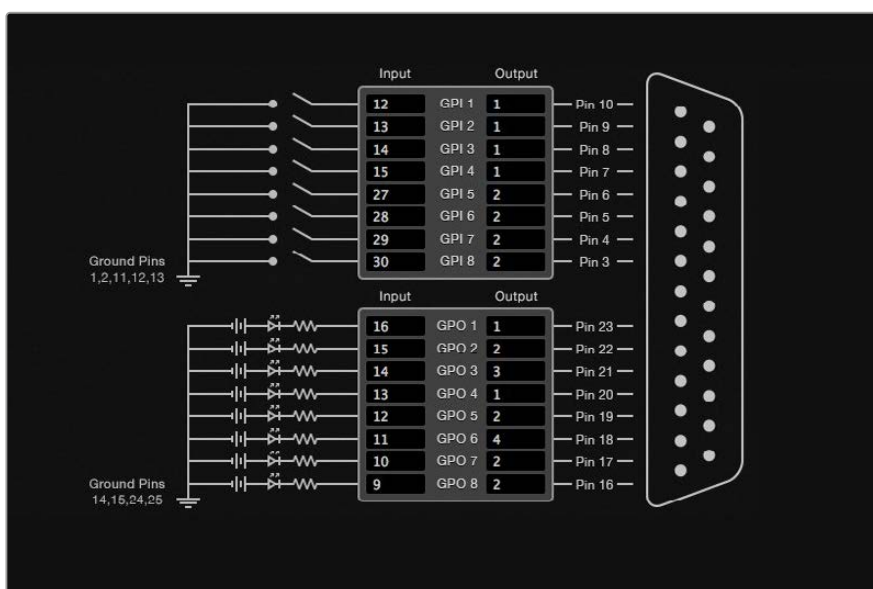 Input Output
12 GPI 1 1 Pin 10
13 GPI 2 1 Pin 9
14 GPI 3 1 Pin 8
15 GPI 4 1 Pin 7
27 GPI 5 2 Pin 6
28 GPI 6 2 Pin 5
29 GPI 7 2 Pin 4
30 GPI 8 2 Pin 3
Ground Pins
1,2,11,12,13
Input Output
16 GPO 1 1 Pin 23
15 GPO 2 2 Pin 22
14 GPO 3 3 Pin 21
13 GPO 4 1 Pin 20
12 GPO 5 2 Pin 19
11 GPO 6 4 Pin 18
10 GPO 7 2 Pin 17
9 GPO 8 2 Pin 16
Ground Pins
14,15,24,25